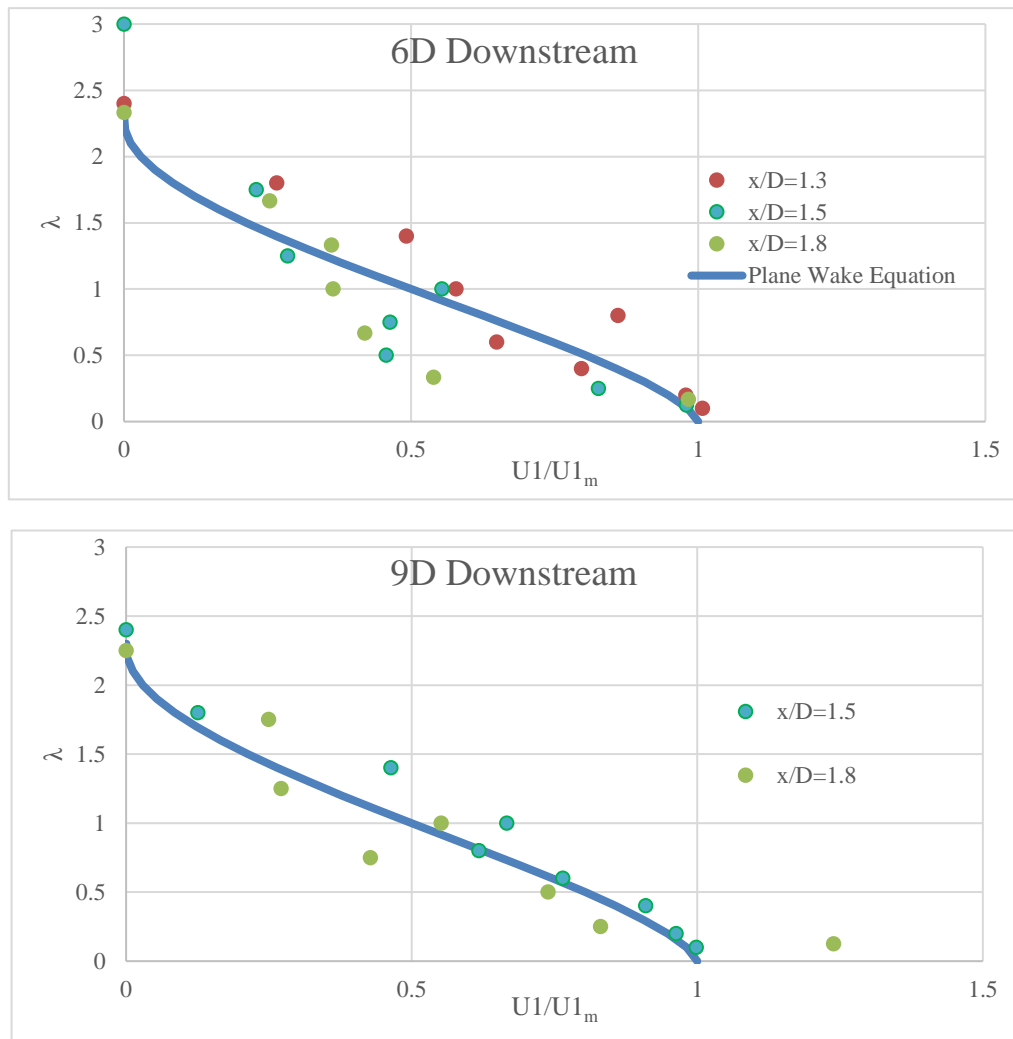 6D Downstream
3
2.5
2
1.5
1
0.5
0
λ
x/D=1.3
x/D=1.5
x/D=1.8
Plane Wake Equation
0 0.5 1 1.5
U1/U1m
9D Downstream
3
2.5
2
1.5
1
0.5
0
λ
x/D=1.5
x/D=1.8
0 0.5 1 1.5
U1/U1m